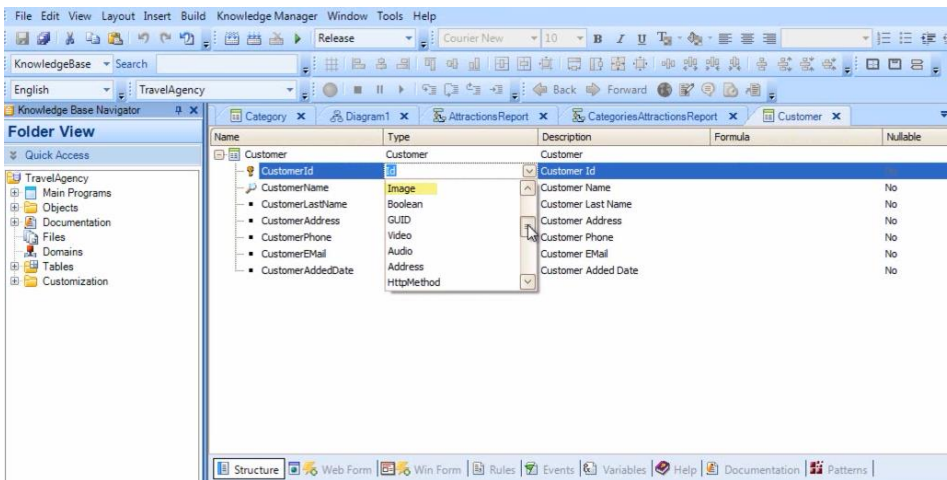 File Edit View Layout Insert Build Knowledge Manager Window Tools Help
Release Courier New 10 B I U
KnowledgeBase Search
English TravelAgency Back Forward
Knowledge Base Navigator
Category Diagram1 AttractionsReport CategoriesAttractionsReport Customer
Folder View
Name Type Description Formula Nullable
Quick Access
Customer Customer Customer
CustomerId Id Customer Id
CustomerName Customer Name No
CustomerLastName Customer Last Name No
CustomerAddress Customer Address No
CustomerPhone Customer Phone No
CustomerEMail Customer EMail No
CustomerAddedDate Customer Added Date No
Image
Boolean
GUID
Video
Audio
Address
HttpMethod
TravelAgency
Main Programs
Objects
Documentation
Files
Domains
Tables
Customization
Structure Web Form Win Form Rules Events Variables Help Documentation Patterns